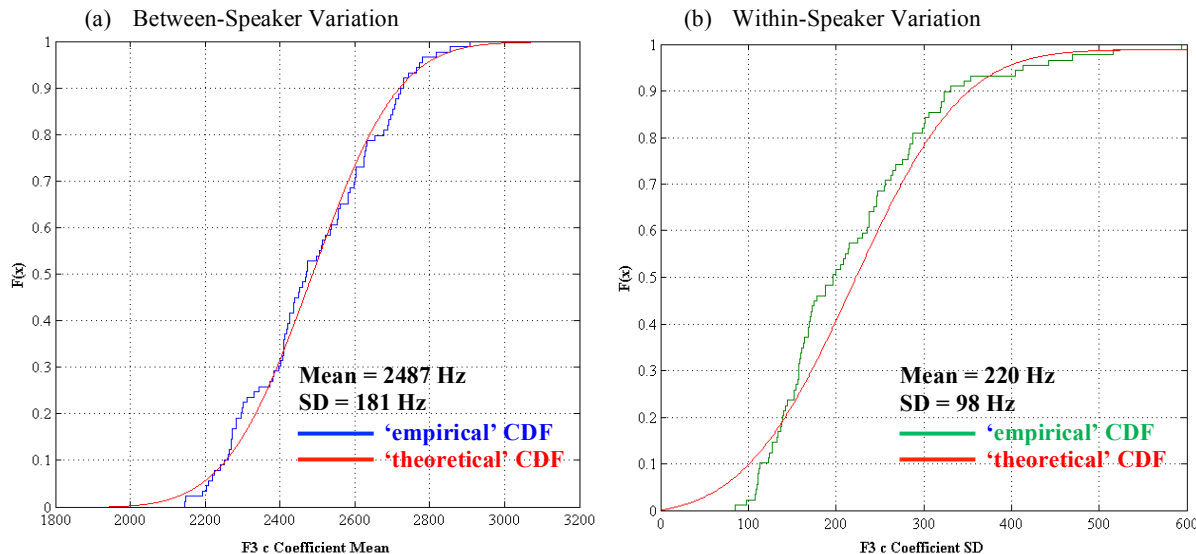 (a) Between-Speaker Variation
1
0.9
0.8
0.7
0.6
0.5
0.4
0.3
0.2
0.1
0
F(x)
1800 2000 2200 2400 2600 2800 3000 3200
F3 c Coefficient Mean
Mean = 2487 Hz
SD = 181 Hz
‘empirical’ CDF
‘theoretical’ CDF
(b) Within-Speaker Variation
1
0.9
0.8
0.7
0.6
0.5
0.4
0.3
0.2
0.1
0
F(x)
0 100 200 300 400 500 600
F3 c Coefficient SD
Mean = 220 Hz
SD = 98 Hz
‘empirical’ CDF
‘theoretical’ CDF